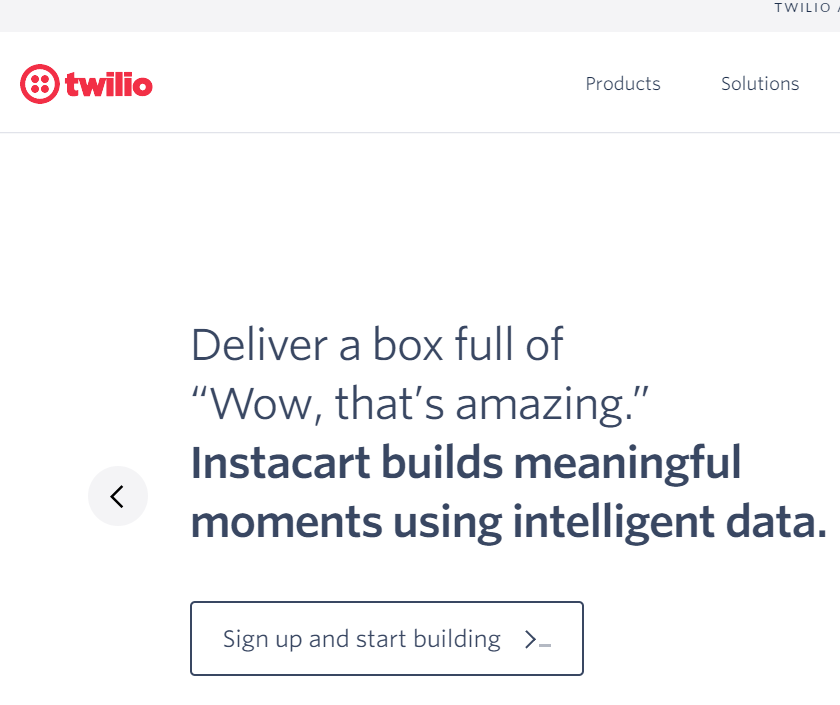 TWILIO
twilio
Products Solutions
Deliver a box full of
“Wow, that’s amazing.”
Instacart builds meaningful
moments using intelligent data.
Sign up and start building >_